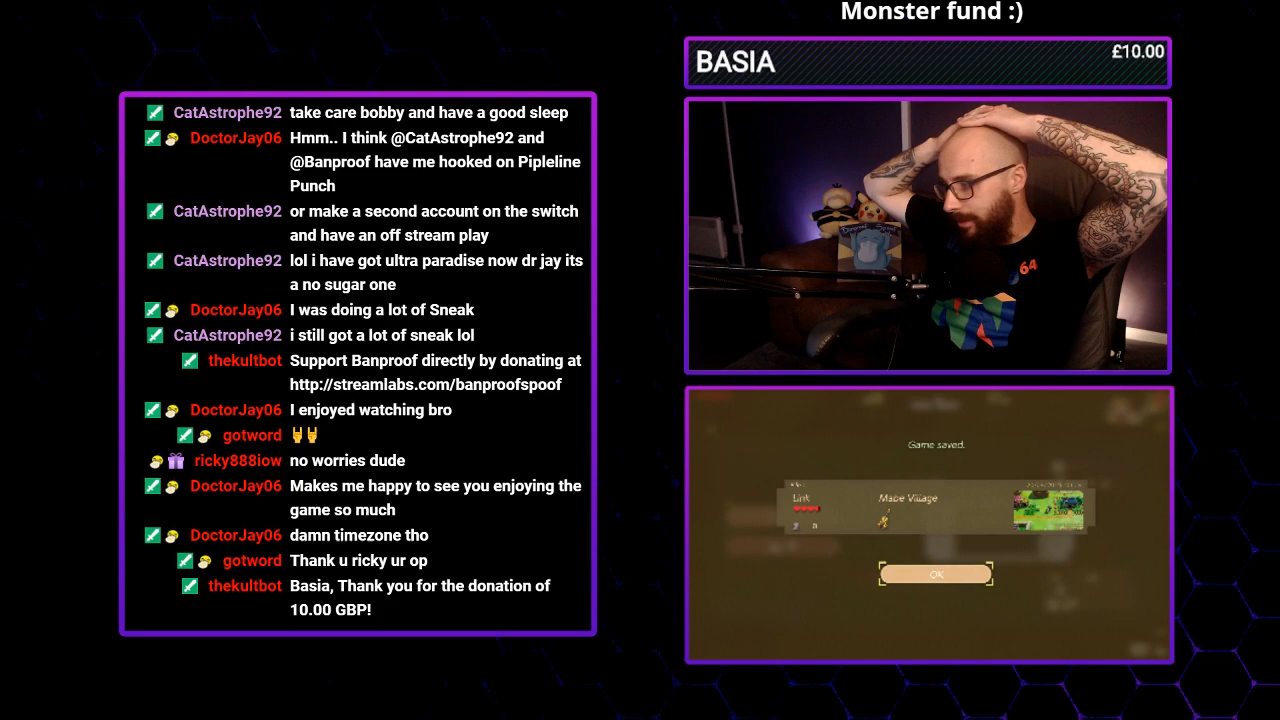 Monster fund :)
BASIA
£10.00
CatAstrophe92 take care bobby and have a good sleep
DoctorJay06 Hmm.. I think @CatAstrophe92 and
@Banproof have me hooked on Pipleline
Punch
CatAstrophe92 or make a second account on the switch
and have an off stream play
CatAstrophe92 lol i have got ultra paradise now dr jay its
a no sugar one
DoctorJay06 I was doing a lot of Sneak
CatAstrophe92 i still got a lot of sneak lol
thekultbot Support Banproof directly by donating at
http://streamlabs.com/banproofspoof
DoctorJay06 I enjoyed watching bro
gotword 🤘🤘
ricky888iow no worries dude
DoctorJay06 Makes me happy to see you enjoying the
game so much
DoctorJay06 damn timezone tho
gotword Thank u ricky ur op
thekultbot Basia, Thank you for the donation of
10.00 GBP!
64
Game saved.
Link
Mabe Village
OK